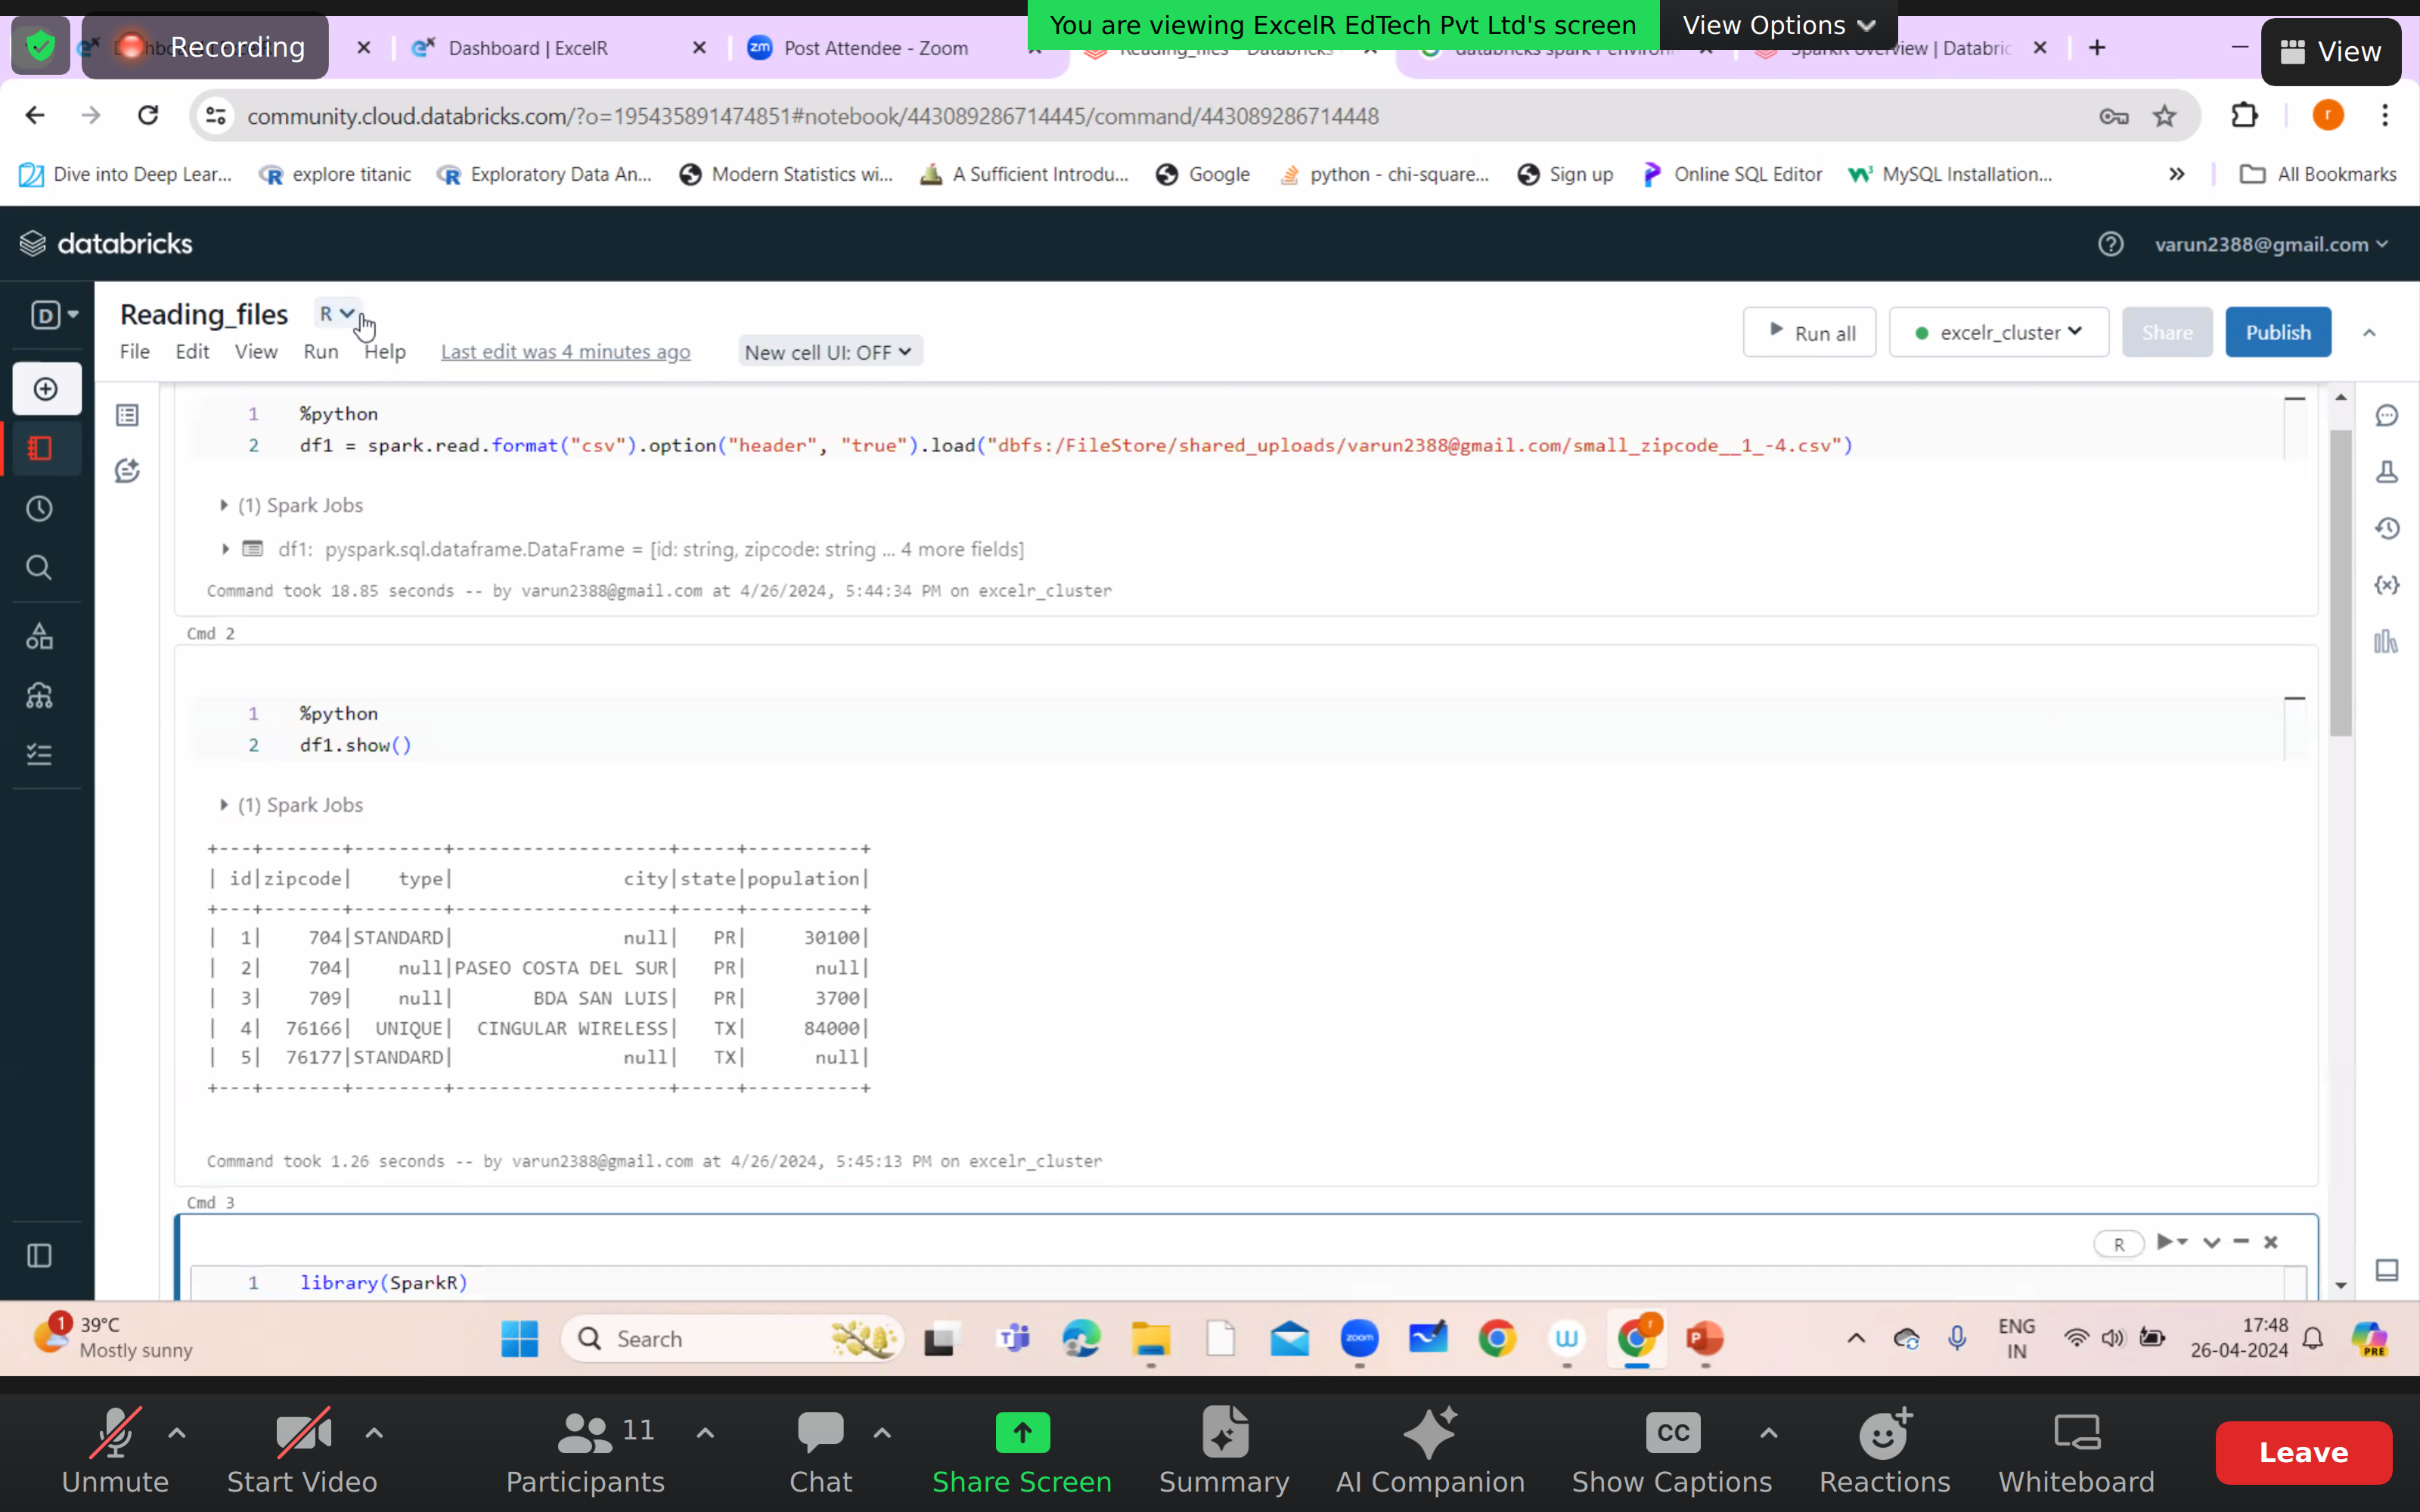 You are viewing ExcelR EdTech Pvt Ltd's screen
View Options
Recording
Dashboard | ExcelR
Post Attendee - Zoom
Reading_files - Databricks
databricks spark r environ
SparkR overview | Databric
View
community.cloud.databricks.com/?o=195435891474851#notebook/443089286714445/command/443089286714448
r
Dive into Deep Lear...
explore titanic
Exploratory Data An...
Modern Statistics wi...
A Sufficient Introdu...
Google
python - chi-square...
Sign up
Online SQL Editor
MySQL Installation...
All Bookmarks
databricks
varun2388@gmail.com
D
Reading_files
R
File Edit View Run Help
Last edit was 4 minutes ago
New cell UI: OFF
Run all
excelr_cluster
Share
Publish
1 %python
2 df1 = spark.read.format("csv").option("header", "true").load("dbfs:/FileStore/shared_uploads/varun2388@gmail.com/small_zipcode__1_-4.csv")
(1) Spark Jobs
df1: pyspark.sql.dataframe.DataFrame = [id: string, zipcode: string ... 4 more fields]
Command took 18.85 seconds -- by varun2388@gmail.com at 4/26/2024, 5:44:34 PM on excelr_cluster
Cmd 2
1 %python
2 df1.show()
(1) Spark Jobs
+---+-------+--------+-------------------+-----+----------+
| id|zipcode|    type|               city|state|population|
+---+-------+--------+-------------------+-----+----------+
|  1|    704|STANDARD|               null|   PR|     30100|
|  2|    704|    null|PASEO COSTA DEL SUR|   PR|      null|
|  3|    709|    null|       BDA SAN LUIS|   PR|      3700|
|  4|  76166|  UNIQUE|  CINGULAR WIRELESS|   TX|     84000|
|  5|  76177|STANDARD|               null|   TX|      null|
+---+-------+--------+-------------------+-----+----------+
Command took 1.26 seconds -- by varun2388@gmail.com at 4/26/2024, 5:45:13 PM on excelr_cluster
Cmd 3
R
1 library(SparkR)
1
39°C
Mostly sunny
Search
zoom
ENG
IN
17:48
26-04-2024
PRE
Unmute
Start Video
11
Participants
Chat
Share Screen
Summary
AI Companion
CC
Show Captions
Reactions
Whiteboard
Leave